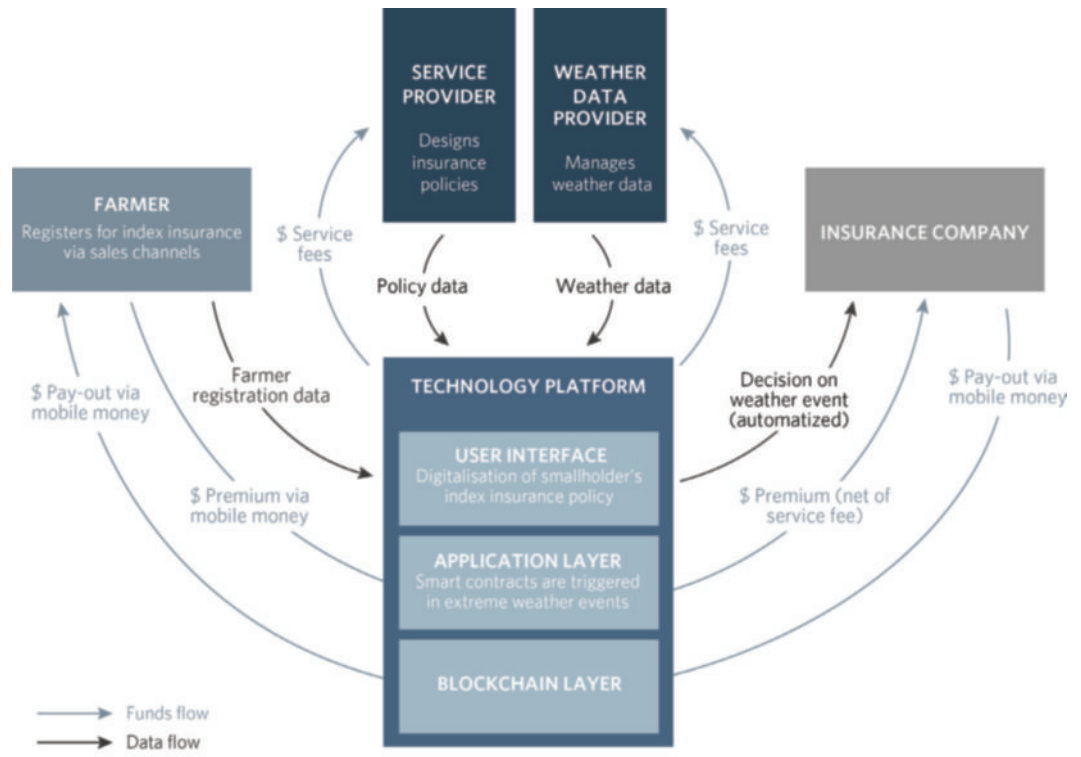 SERVICE
PROVIDER
Designs
insurance
policies
WEATHER
DATA
PROVIDER
Manages
weather data
FARMER
Registers for index insurance
via sales channels
INSURANCE COMPANY
$ Service
fees
$ Service
fees
Policy data
Weather data
Farmer
registration data
$ Pay-out via
mobile money
$ Premium via
mobile money
TECHNOLOGY PLATFORM
USER INTERFACE
Digitalisation of smallholder's
index insurance policy
APPLICATION LAYER
Smart contracts are triggered
in extreme weather events
BLOCKCHAIN LAYER
Decision on
weather event
(automatized)
$ Pay-out via
mobile money
$ Premium (net of
service fee)
Funds flow
Data flow